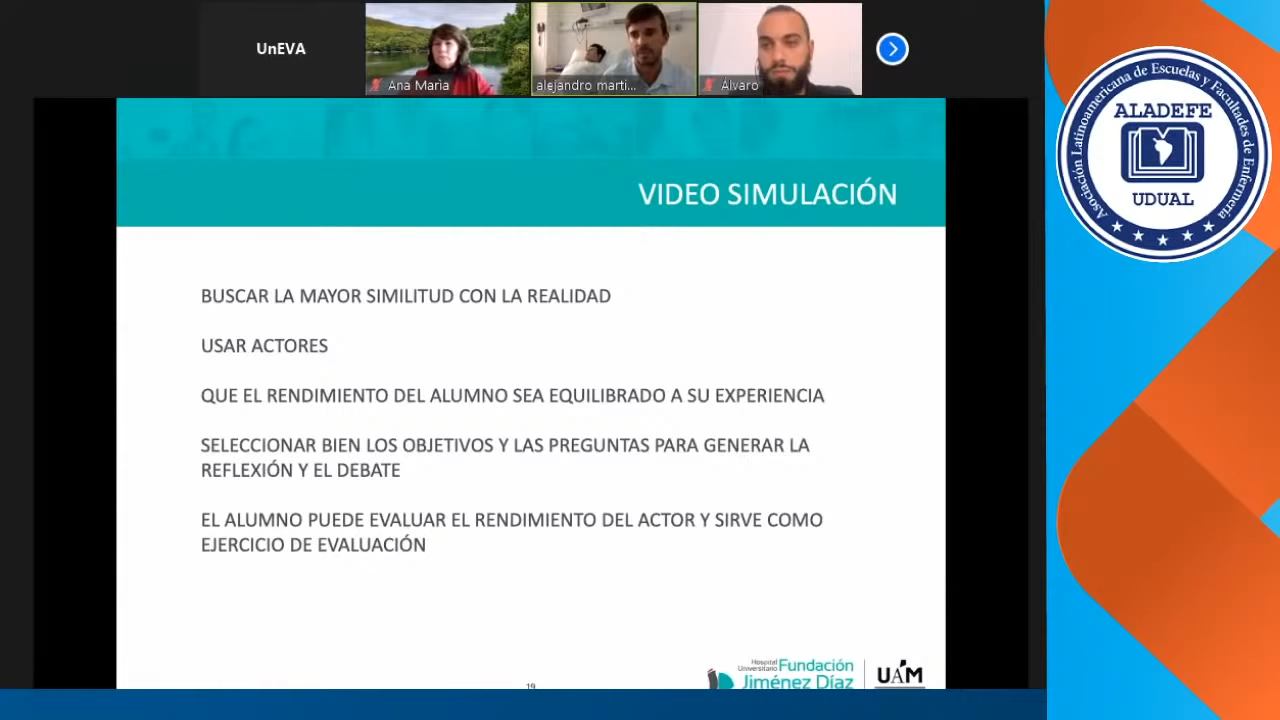 UnEVA
Ana Marìa
alejandro marti...
Álvaro
VIDEO SIMULACIÓN
BUSCAR LA MAYOR SIMILITUD CON LA REALIDAD
USAR ACTORES
QUE EL RENDIMIENTO DEL ALUMNO SEA EQUILIBRADO A SU EXPERIENCIA
SELECCIONAR BIEN LOS OBJETIVOS Y LAS PREGUNTAS PARA GENERAR LA
REFLEXIÓN Y EL DEBATE
EL ALUMNO PUEDE EVALUAR EL RENDIMIENTO DEL ACTOR Y SIRVE COMO
EJERCICIO DE EVALUACIÓN
19
Hospital
Universitario
Fundación
Jiménez Díaz
UAM
Asociación Latinoamericana de Escuelas y Facultades de Enfermería
ALADEFE
UDUAL